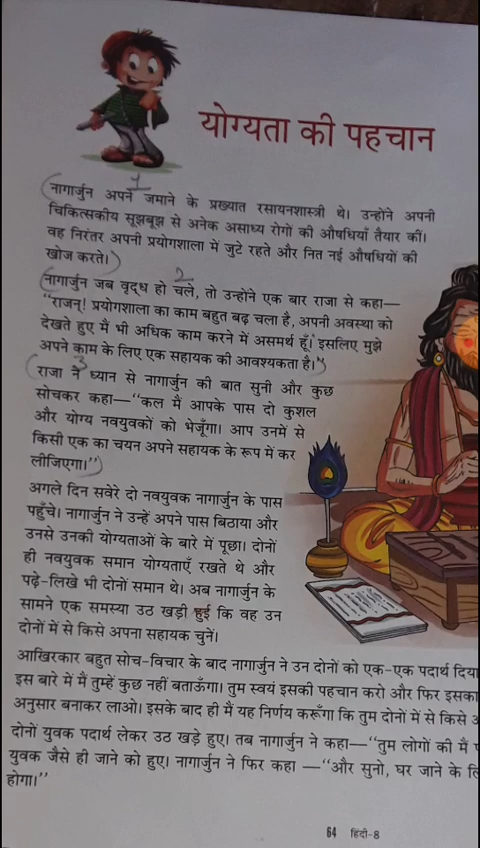 योग्यता की पहचान
1
नागार्जुन अपने जमाने के प्रख्यात रसायनशास्त्री थे। उन्होंने अपनी
चिकित्सकीय सूझबूझ से अनेक असाध्य रोगों की औषधियाँ तैयार कीं।
वह निरंतर अपनी प्रयोगशाला में जुटे रहते और नित नई औषधियों की
खोज करते।
2
नागार्जुन जब वृद्ध हो चले, तो उन्होंने एक बार राजा से कहा—
“राजन्! प्रयोगशाला का काम बहुत बढ़ चला है, अपनी अवस्था को
देखते हुए मैं भी अधिक काम करने में असमर्थ हूँ। इसलिए मुझे
अपने काम के लिए एक सहायक की आवश्यकता है।”
3
राजा ने ध्यान से नागार्जुन की बात सुनी और कुछ
सोचकर कहा—“कल मैं आपके पास दो कुशल
और योग्य नवयुवकों को भेजूँगा। आप उनमें से
किसी एक का चयन अपने सहायक के रूप में कर
लीजिएगा।”
अगले दिन सवेरे दो नवयुवक नागार्जुन के पास
पहुँचे। नागार्जुन ने उन्हें अपने पास बिठाया और
उनसे उनकी योग्यताओं के बारे में पूछा। दोनों
ही नवयुवक समान योग्यताएँ रखते थे और
पढ़े-लिखे भी दोनों समान थे। अब नागार्जुन के
सामने एक समस्या उठ खड़ी हुई कि वह उन
दोनों में से किसे अपना सहायक चुनें।
आखिरकार बहुत सोच-विचार के बाद नागार्जुन ने उन दोनों को एक-एक पदार्थ दिया
इस बारे में मैं तुम्हें कुछ नहीं बताऊँगा। तुम स्वयं इसकी पहचान करो और फिर इसका
अनुसार बनाकर लाओ। इसके बाद ही मैं यह निर्णय करूँगा कि तुम दोनों में से किसे
दोनों युवक पदार्थ लेकर उठ खड़े हुए। तब नागार्जुन ने कहा—“तुम लोगों की मैं
युवक जैसे ही जाने को हुए। नागार्जुन ने फिर कहा —“और सुनो, घर जाने के
होगा।”
64 हिंदी-8